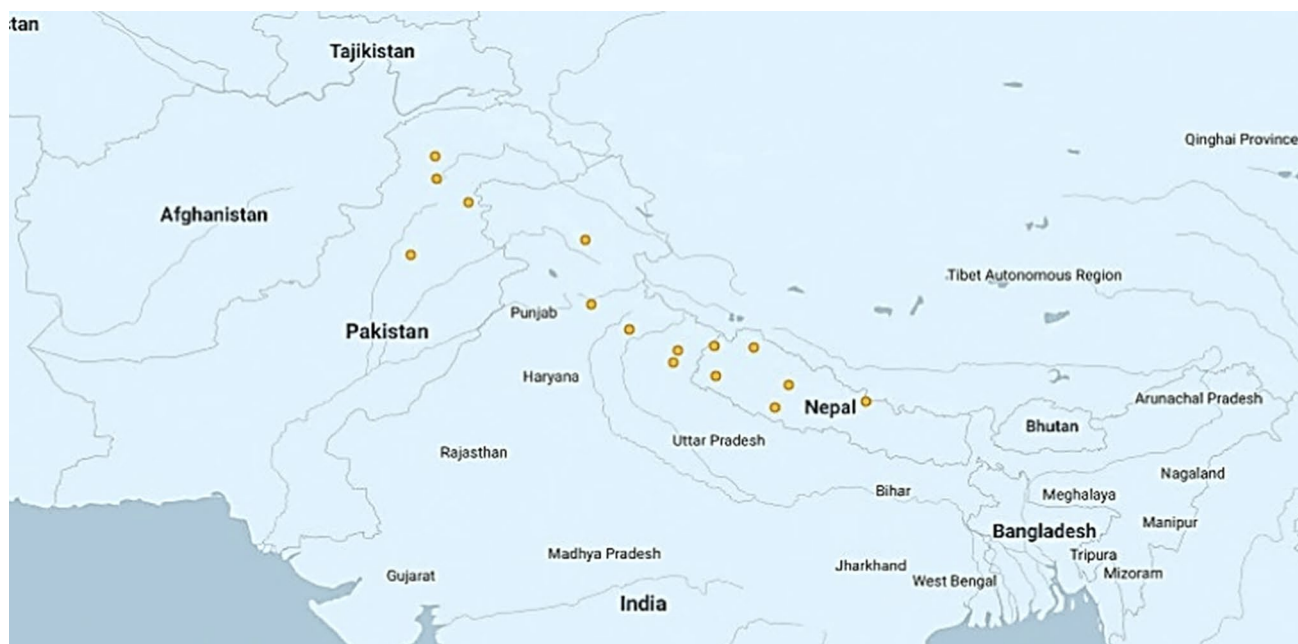 stan
Tajikistan
Qinghai Province
Afghanistan
Tibet Autonomous Region
Punjab
Pakistan
Haryana
Nepal
Arunachal Pradesh
Bhutan
Uttar Pradesh
Rajasthan
Nagaland
Bihar
Meghalaya
Manipur
Bangladesh
Madhya Pradesh
Tripura
Jharkhand
Mizoram
Gujarat
West Bengal
India